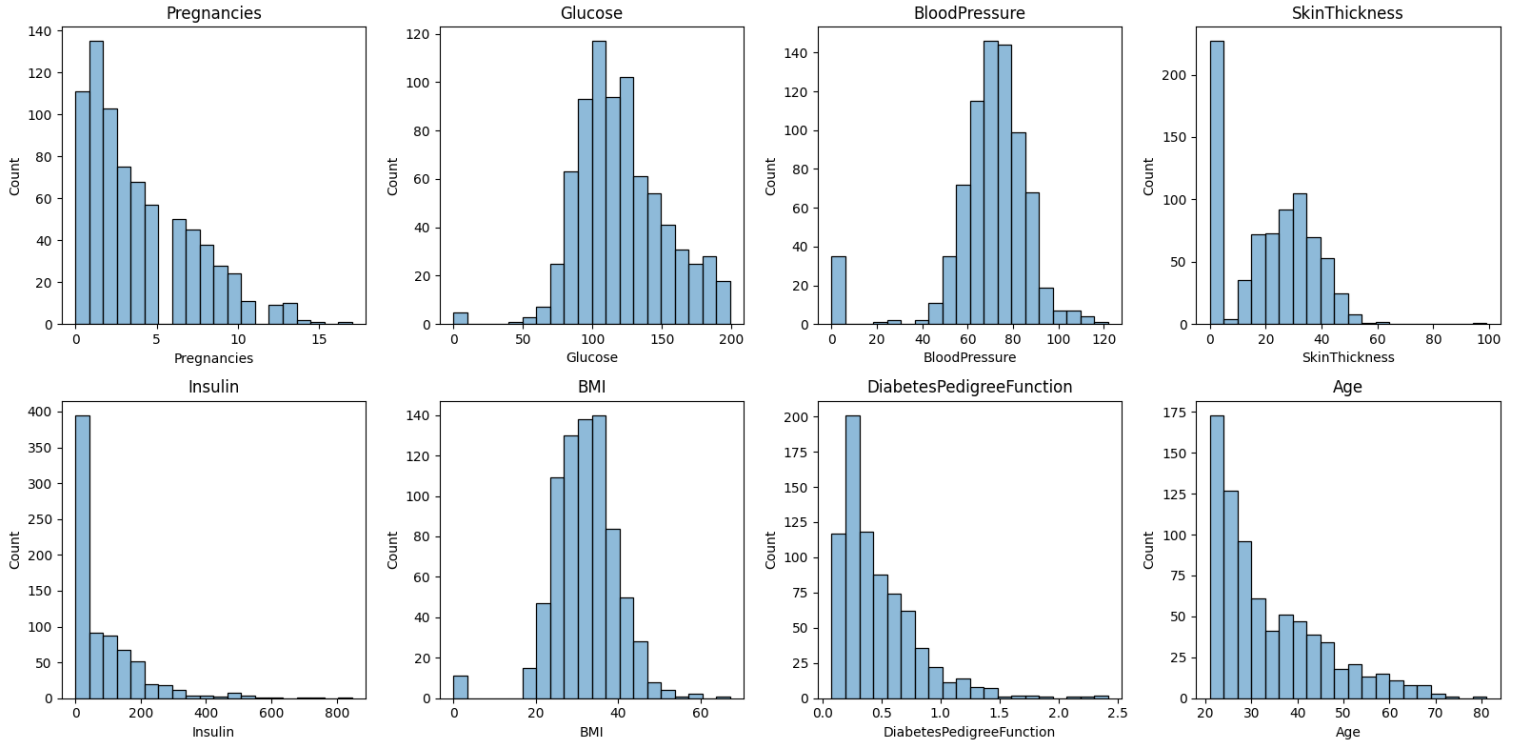 Pregnancies
140
120
100
80
60
40
20
0
Count
0 5 10 15
Pregnancies
Glucose
120
100
80
60
40
20
0
Count
0 50 100 150 200
Glucose
BloodPressure
140
120
100
80
60
40
20
0
Count
0 20 40 60 80 100 120
BloodPressure
SkinThickness
200
150
100
50
0
Count
0 20 40 60 80 100
SkinThickness
Insulin
400
350
300
250
200
150
100
50
0
Count
0 200 400 600 800
Insulin
BMI
140
120
100
80
60
40
20
0
Count
0 20 40 60
BMI
DiabetesPedigreeFunction
200
175
150
125
100
75
50
25
0
Count
0.0 0.5 1.0 1.5 2.0 2.5
DiabetesPedigreeFunction
Age
175
150
125
100
75
50
25
0
Count
20 30 40 50 60 70 80
Age